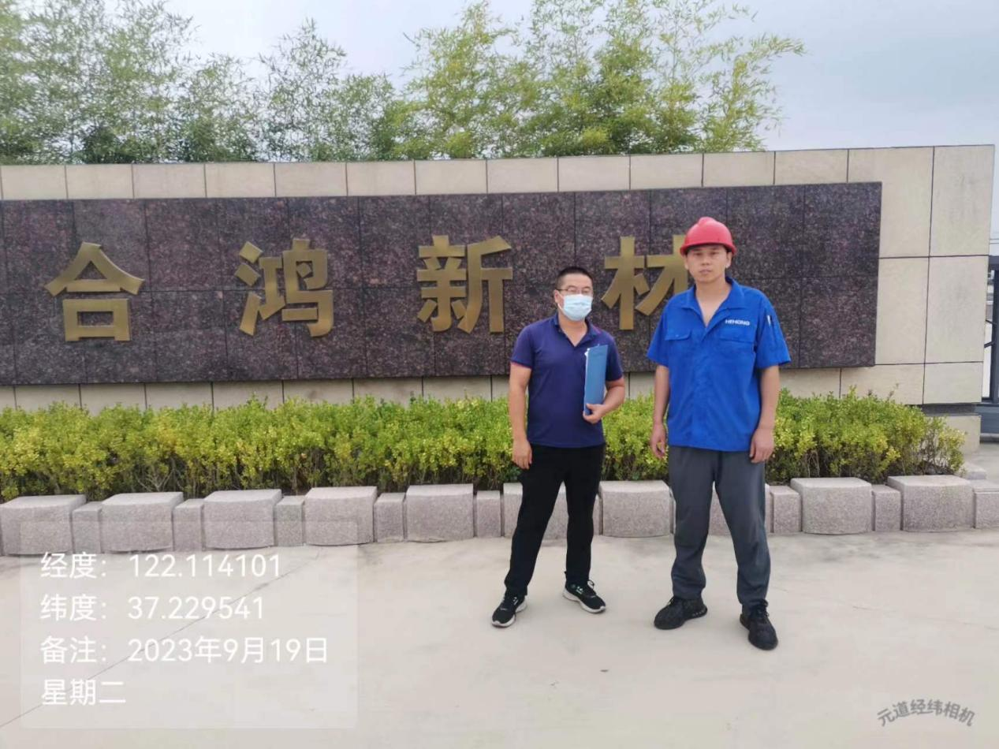 合鸿新材
HEHONG
经度：122.114101
纬度：37.229541
备注：2023年9月19日
星期二
元道经纬相机